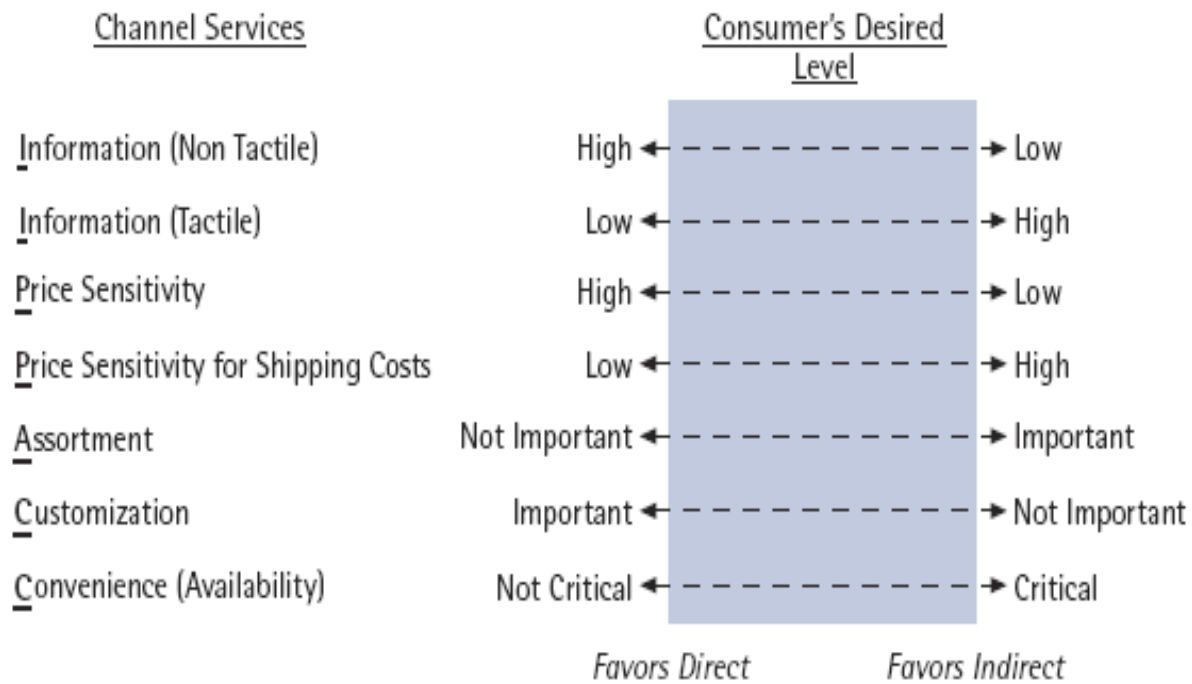 Channel Services
Consumer's Desired
Level
Information (Non Tactile) High Low
Information (Tactile) Low High
Price Sensitivity High Low
Price Sensitivity for Shipping Costs Low High
Assortment Not Important Important
Customization Important Not Important
Convenience (Availability) Not Critical Critical
Favors Direct Favors Indirect